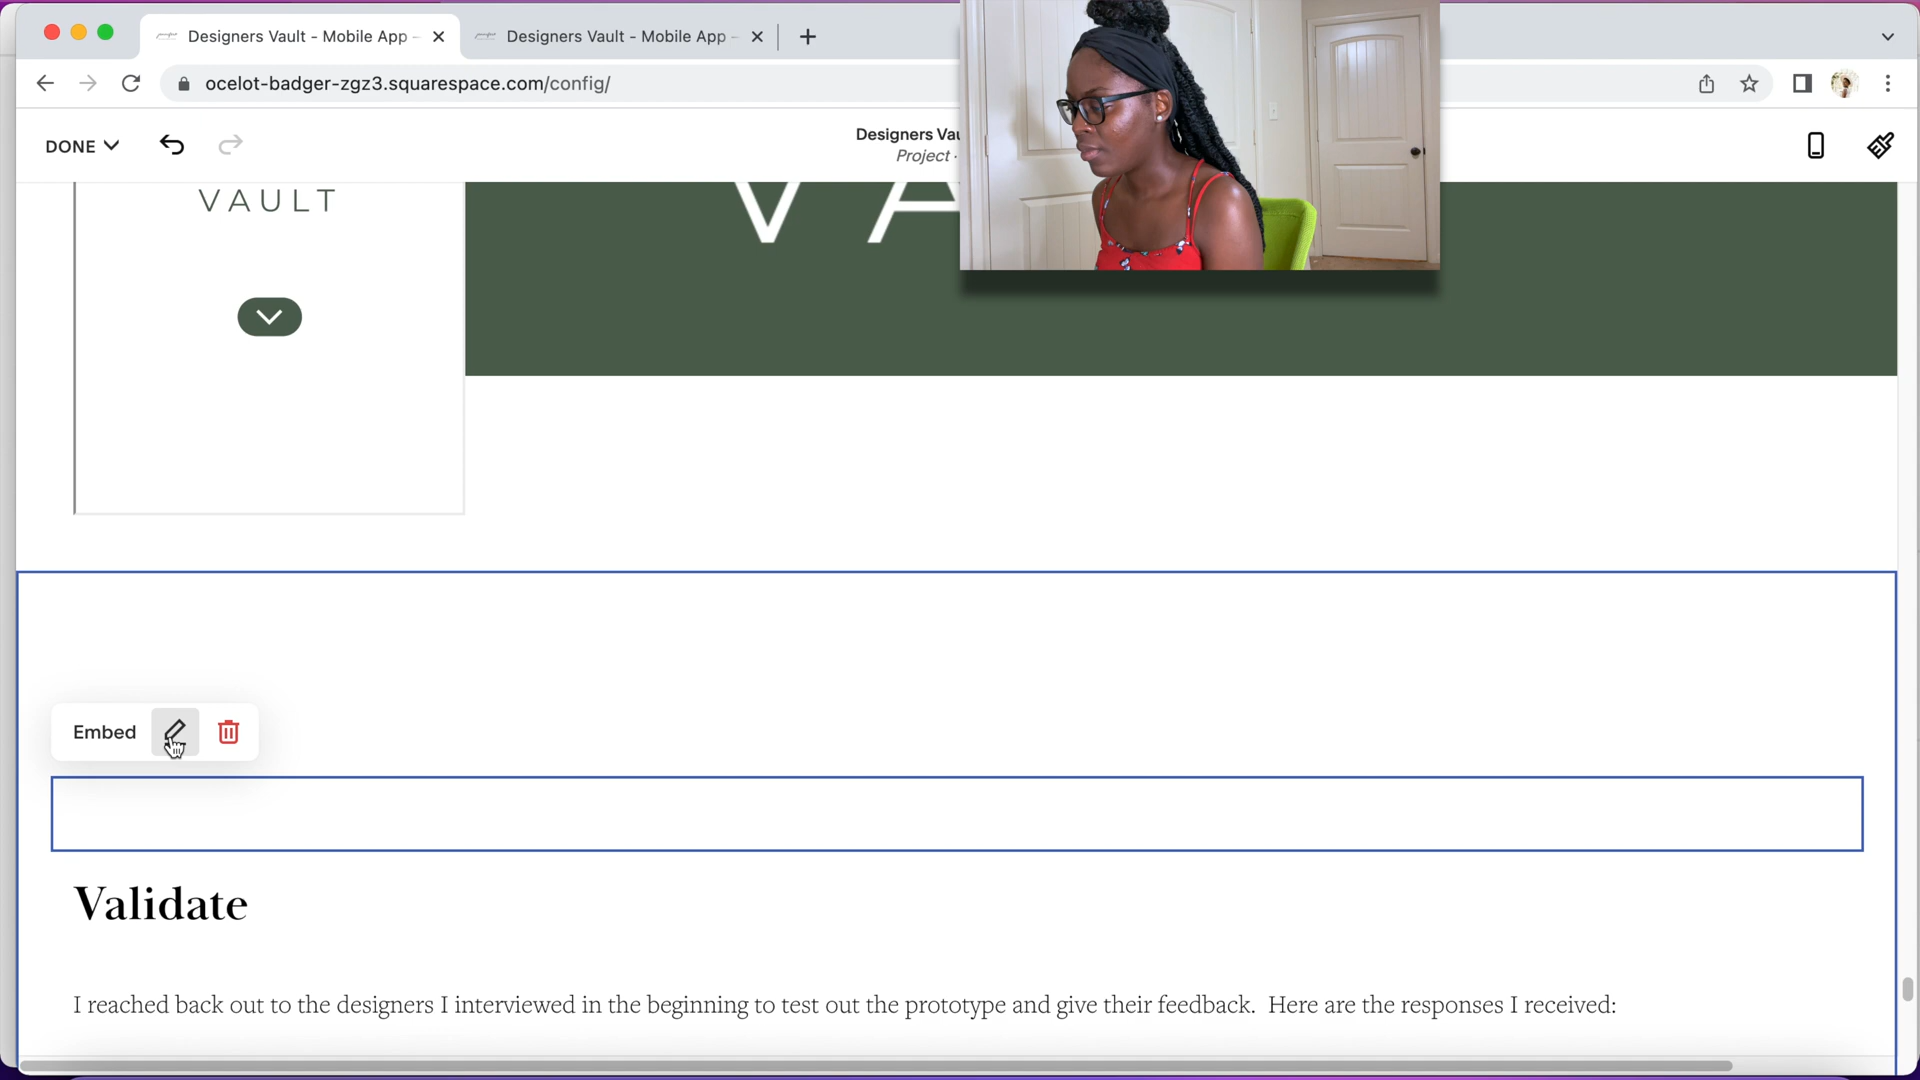 Designers Vault - Mobile App -
Designers Vault - Mobile App -
ocelot-badger-zgz3.squarespace.com/config/
DONE
Designers Vau
Project ·
VAULT
VA
Embed
Validate
I reached back out to the designers I interviewed in the beginning to test out the prototype and give their feedback.  Here are the responses I received: